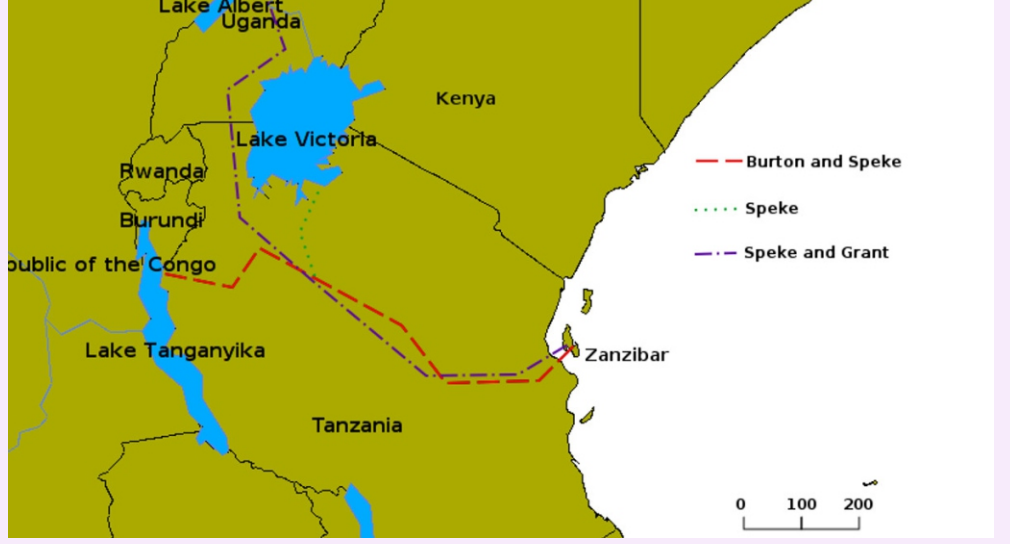 Lake Albert
Uganda
Kenya
Lake Victoria
Rwanda
Burundi
public of the Congo
Lake Tanganyika
Tanzania
Zanzibar
Burton and Speke
Speke
Speke and Grant
0 100 200